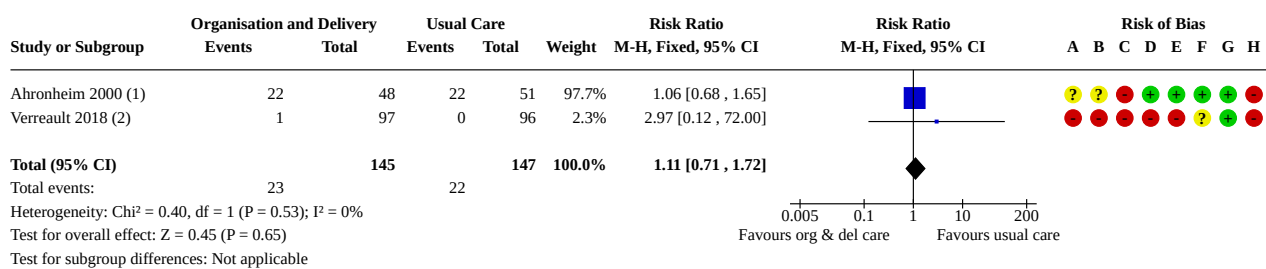 Organisation and Delivery Usual Care Risk Ratio Risk Ratio Risk of Bias
Study or Subgroup Events Total Events Total Weight M-H, Fixed, 95% CI M-H, Fixed, 95% CI A B C D E F G H
Ahronheim 2000 (1) 22 48 22 51 97.7% 1.06 [0.68 , 1.65] ? ? - + + + + -
Verreault 2018 (2) 1 97 0 96 2.3% 2.97 [0.12 , 72.00] - - - - - ? + -
Total (95% CI) 145 147 100.0% 1.11 [0.71 , 1.72]
Total events: 23 22
Heterogeneity: Chi² = 0.40, df = 1 (P = 0.53); I² = 0%
0.005 0.1 1 10 200
Test for overall effect: Z = 0.45 (P = 0.65)
Favours org & del care Favours usual care
Test for subgroup differences: Not applicable